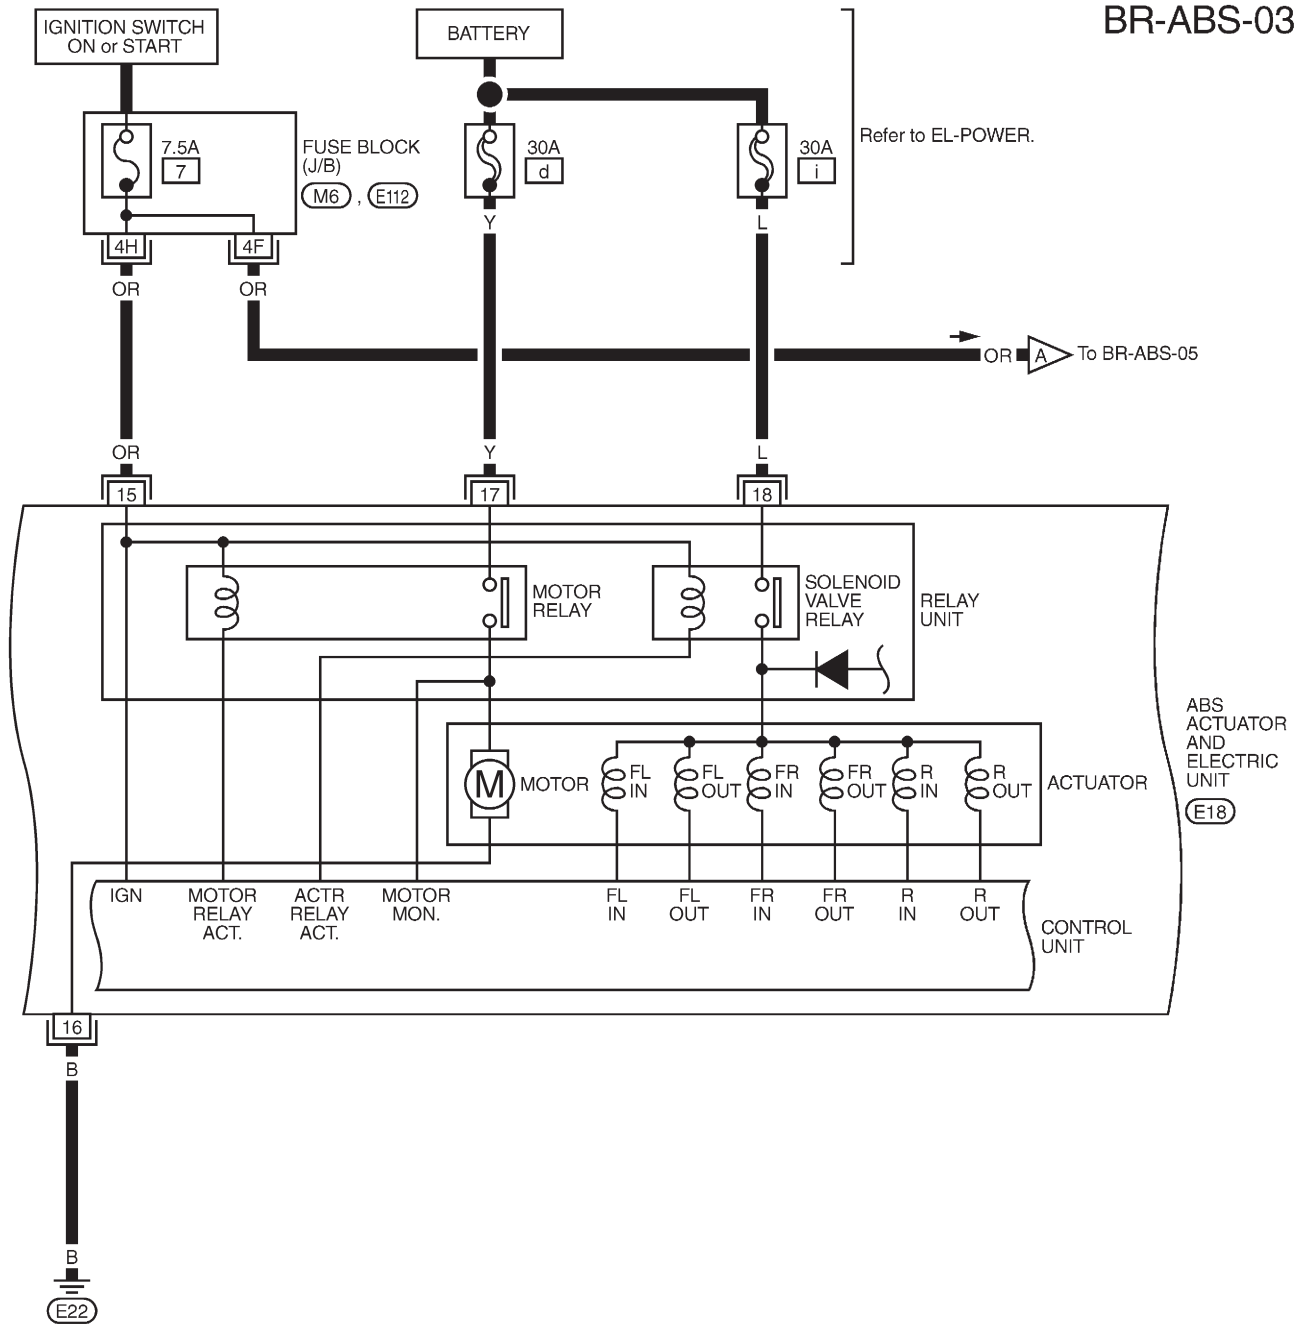 BR-ABS-03
IGNITION SWITCH
ON or START
BATTERY
7.5A
7
FUSE BLOCK
(J/B)
M6 , E112
30A
d
30A
i
Refer to EL-POWER.
4H
4F
Y
L
OR
OR
OR
A
To BR-ABS-05
OR
Y
L
15
17
18
MOTOR
RELAY
SOLENOID
VALVE
RELAY
RELAY
UNIT
ABS
ACTUATOR
AND
ELECTRIC
UNIT
E18
M
MOTOR
FL
IN
FL
OUT
FR
IN
FR
OUT
R
IN
R
OUT
ACTUATOR
IGN
MOTOR
RELAY
ACT.
ACTR
RELAY
ACT.
MOTOR
MON.
FL
IN
FL
OUT
FR
IN
FR
OUT
R
IN
R
OUT
CONTROL
UNIT
16
B
B
E22